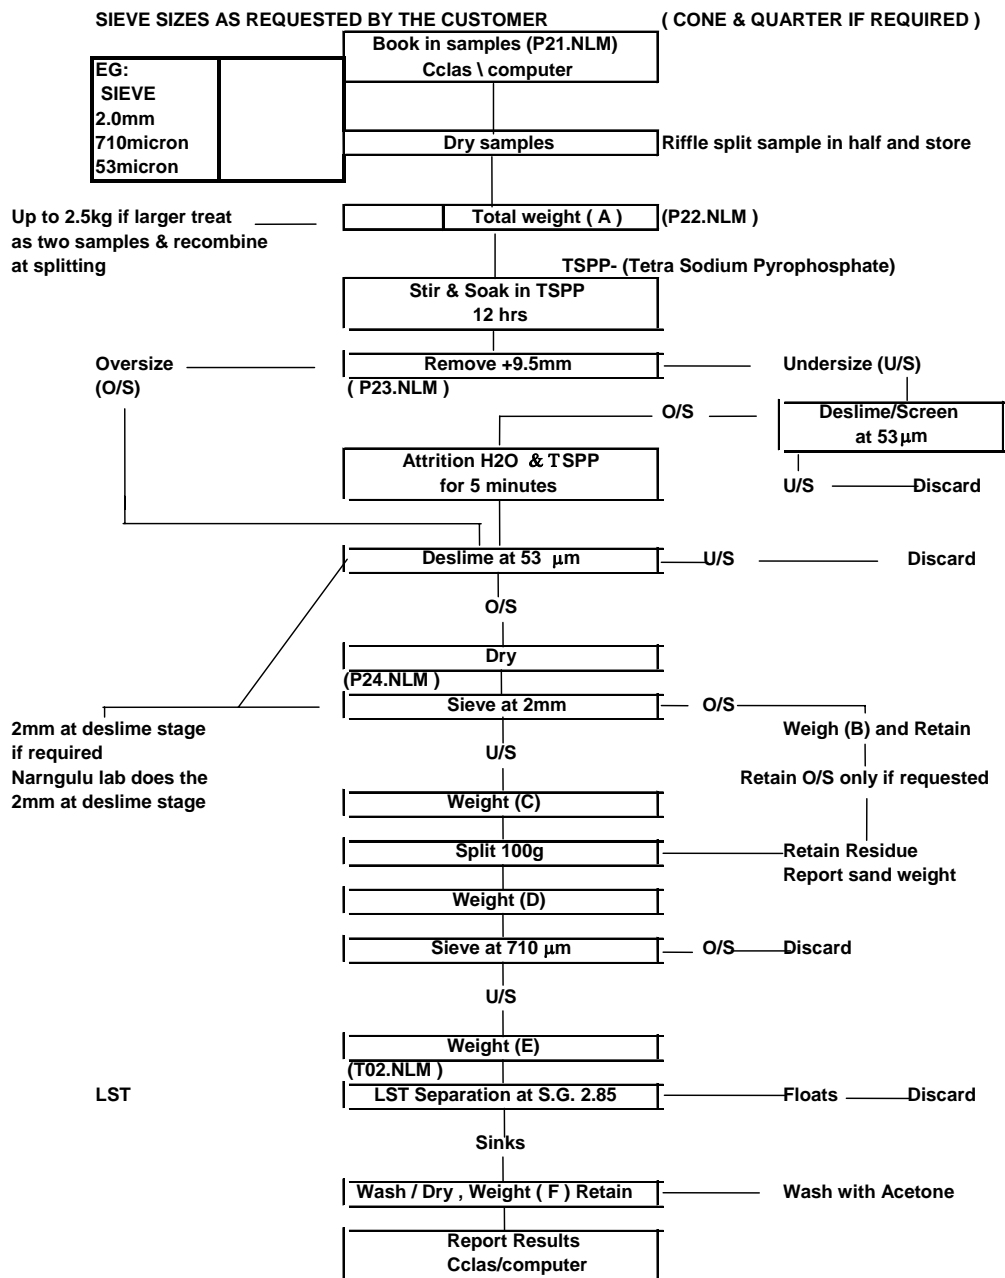 SIEVE SIZES AS REQUESTED BY THE CUSTOMER ( CONE & QUARTER IF REQUIRED )
Book in samples (P21.NLM)
Cclas \ computer
EG:
SIEVE
2.0mm
710micron
53micron
Dry samples
Riffle split sample in half and store
Up to 2.5kg if larger treat
as two samples & recombine
at splitting
Total weight ( A )
(P22.NLM )
TSPP- (Tetra Sodium Pyrophosphate)
Stir & Soak in TSPP
12 hrs
Oversize
(O/S)
Remove +9.5mm
( P23.NLM )
Undersize (U/S)
O/S
Deslime/Screen
at 53µm
Attrition H2O & TSPP
for 5 minutes
U/S
Discard
Deslime at 53 µm
U/S
Discard
O/S
Dry
(P24.NLM )
Sieve at 2mm
O/S
2mm at deslime stage
if required
Narngulu lab does the
2mm at deslime stage
Weigh (B) and Retain
U/S
Retain O/S only if requested
Weight (C)
Split 100g
Retain Residue
Report sand weight
Weight (D)
Sieve at 710 µm
O/S
Discard
U/S
Weight (E)
(T02.NLM )
LST
LST Separation at S.G. 2.85
Floats
Discard
Sinks
Wash / Dry , Weight ( F ) Retain
Wash with Acetone
Report Results
Cclas/computer